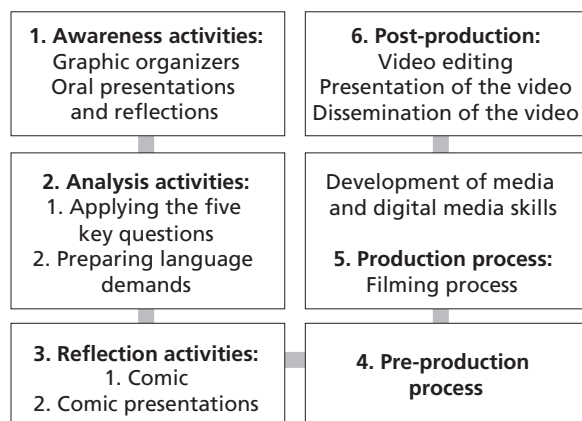 1. Awareness activities:
Graphic organizers
Oral presentations
and reflections
2. Analysis activities:
1. Applying the five
key questions
2. Preparing language
demands
3. Reflection activities:
1. Comic
2. Comic presentations
4. Pre-production
process
Development of media
and digital media skills
5. Production process:
Filming process
6. Post-production:
Video editing
Presentation of the video
Dissemination of the video